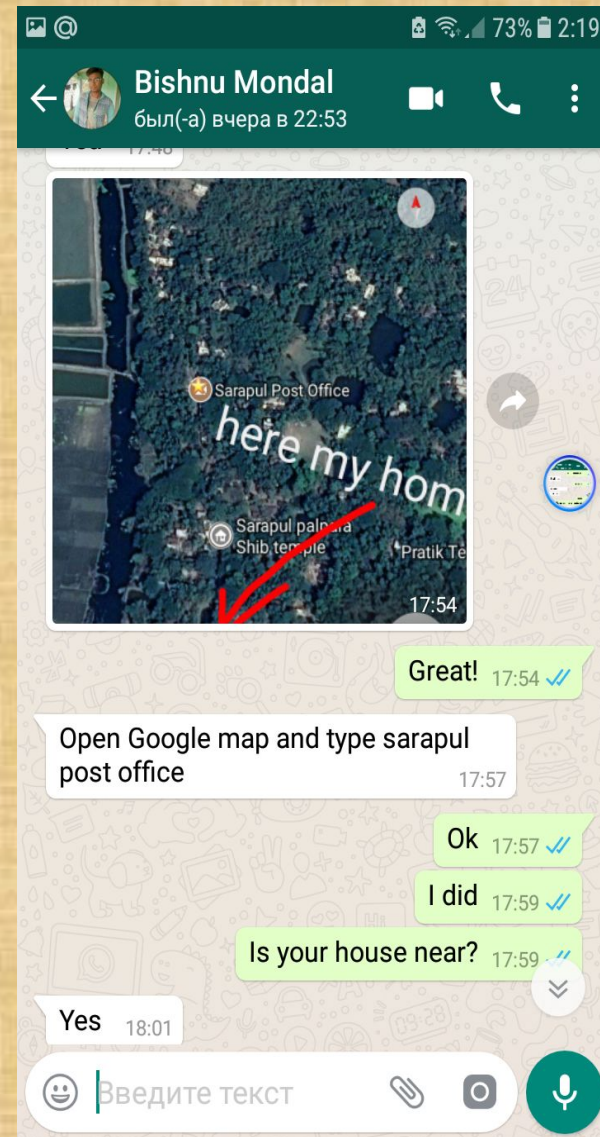 73% 2:19
Bishnu Mondal
был(-а) вчера в 22:53
17:48
Sarapul Post Office
here my hom
Sarapul palpara
Shib temple
Pratik Te
17:54
Great! 17:54
Open Google map and type sarapul
post office 17:57
Ok 17:57
I did 17:59
Is your house near? 17:59
Yes 18:01
Введите текст